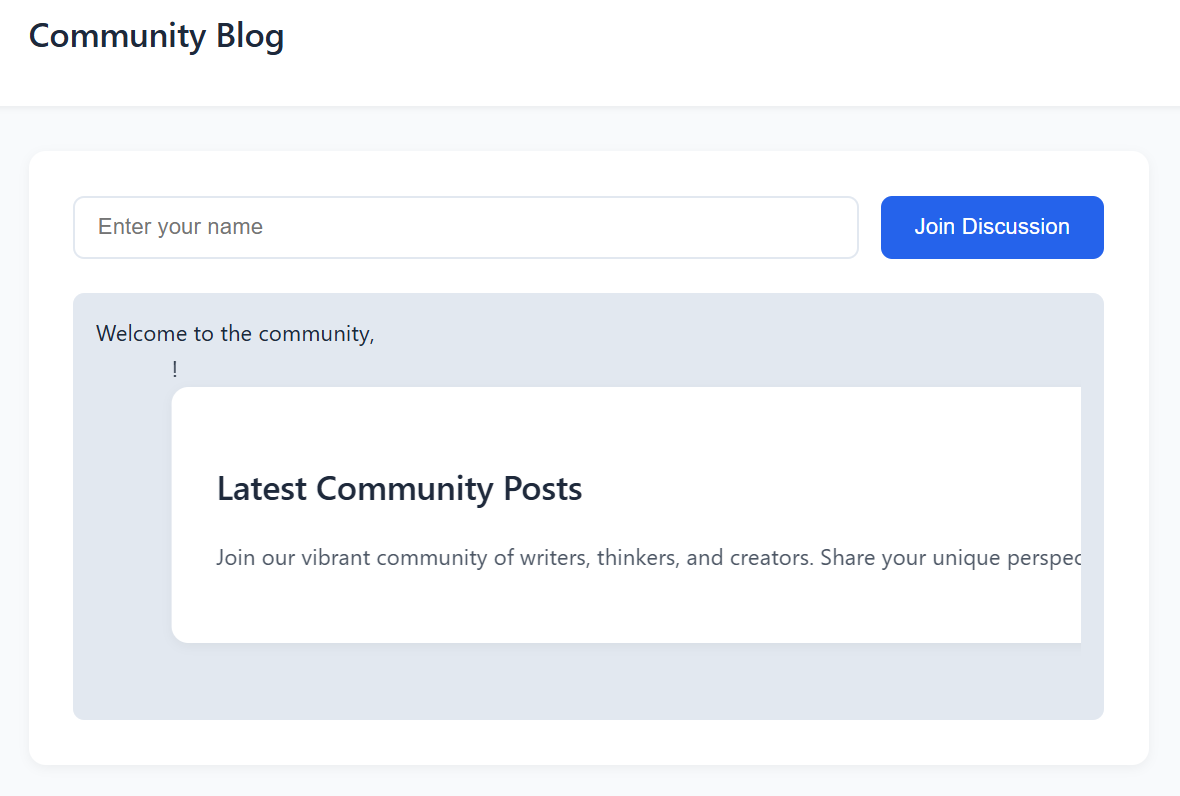 Community Blog
Enter your name
Join Discussion
Welcome to the community,
!
Latest Community Posts
Join our vibrant community of writers, thinkers, and creators. Share your unique perspec